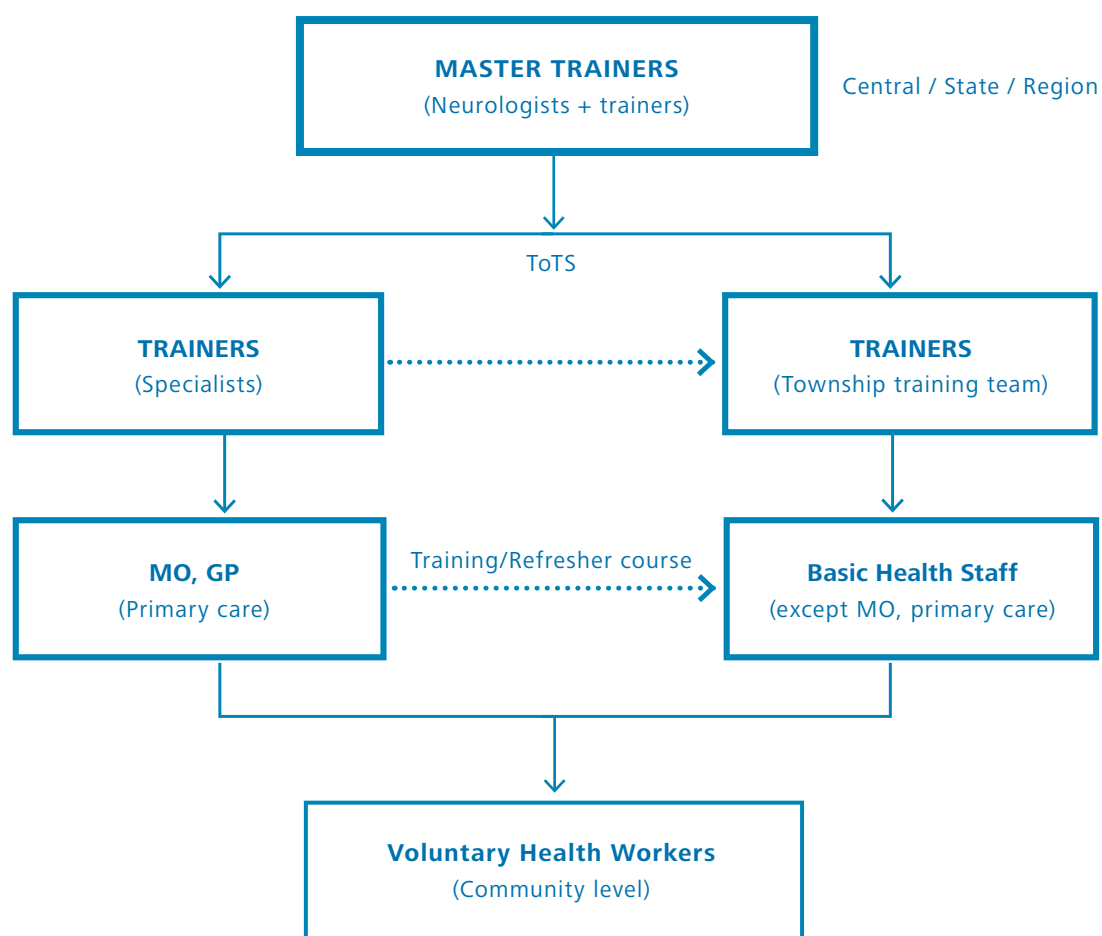 MASTER TRAINERS
(Neurologists + trainers)
Central / State / Region
ToTS
TRAINERS
(Specialists)
TRAINERS
(Township training team)
MO, GP
(Primary care)
Training/Refresher course
Basic Health Staff
(except MO, primary care)
Voluntary Health Workers
(Community level)